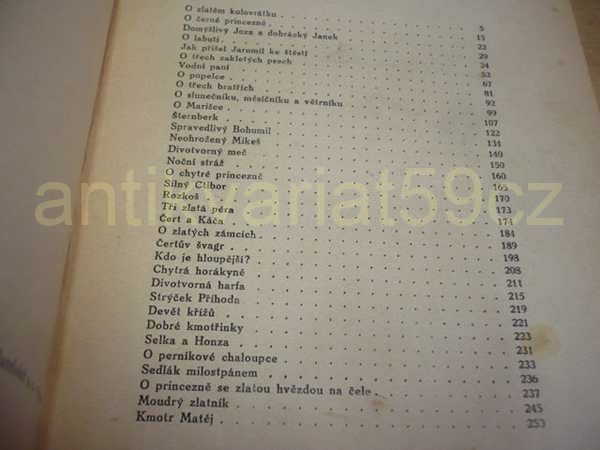 O zlatém kolovrátku . . . . . . . . . 5
O černé princezně . . . . . . . . . 15
Domýšlivý Joza a dobrácký Janek . . . . . . . . . 22
O labuti . . . . . . . . . 29
Jak přišel Jaromil ke štěstí . . . . . . . . . 34
O třech zakletých psech . . . . . . . . . 52
Vodní paní . . . . . . . . . 67
O popelce . . . . . . . . . 81
O třech bratřích . . . . . . . . . 92
O slunečníku, měsíčníku a větrníku . . . . . . . . . 99
O Marišce . . . . . . . . . 107
Šternberk . . . . . . . . . 122
Spravedlivý Bohumil . . . . . . . . . 131
Neohrožený Mikeš . . . . . . . . . 140
Divotvorný meč . . . . . . . . . 150
Noční stráž . . . . . . . . . 160
O chytré princezně . . . . . . . . . 165
Silný Ctibor . . . . . . . . . 170
Rozkoš . . . . . . . . . 173
Tři zlatá péra . . . . . . . . . 174
Čert a Káča . . . . . . . . . 184
O zlatých zámcích . . . . . . . . . 189
Čertův švagr . . . . . . . . . 198
Kdo je hloupější? . . . . . . . . . 208
Chytrá horákyně . . . . . . . . . 211
Divotvorná harfa . . . . . . . . . 215
Strýček Příhoda . . . . . . . . . 219
Devět křížů . . . . . . . . . 221
Dobré kmotřinky . . . . . . . . . 223
Selka a Honza . . . . . . . . . 231
O perníkové chaloupce . . . . . . . . . 233
Sedlák milostpánem . . . . . . . . . 236
O princezně se zlatou hvězdou na čele . . . . . . . . . 237
Moudrý zlatník . . . . . . . . . 245
Kmotr Matěj . . . . . . . . . 253
antikvariat59.cz